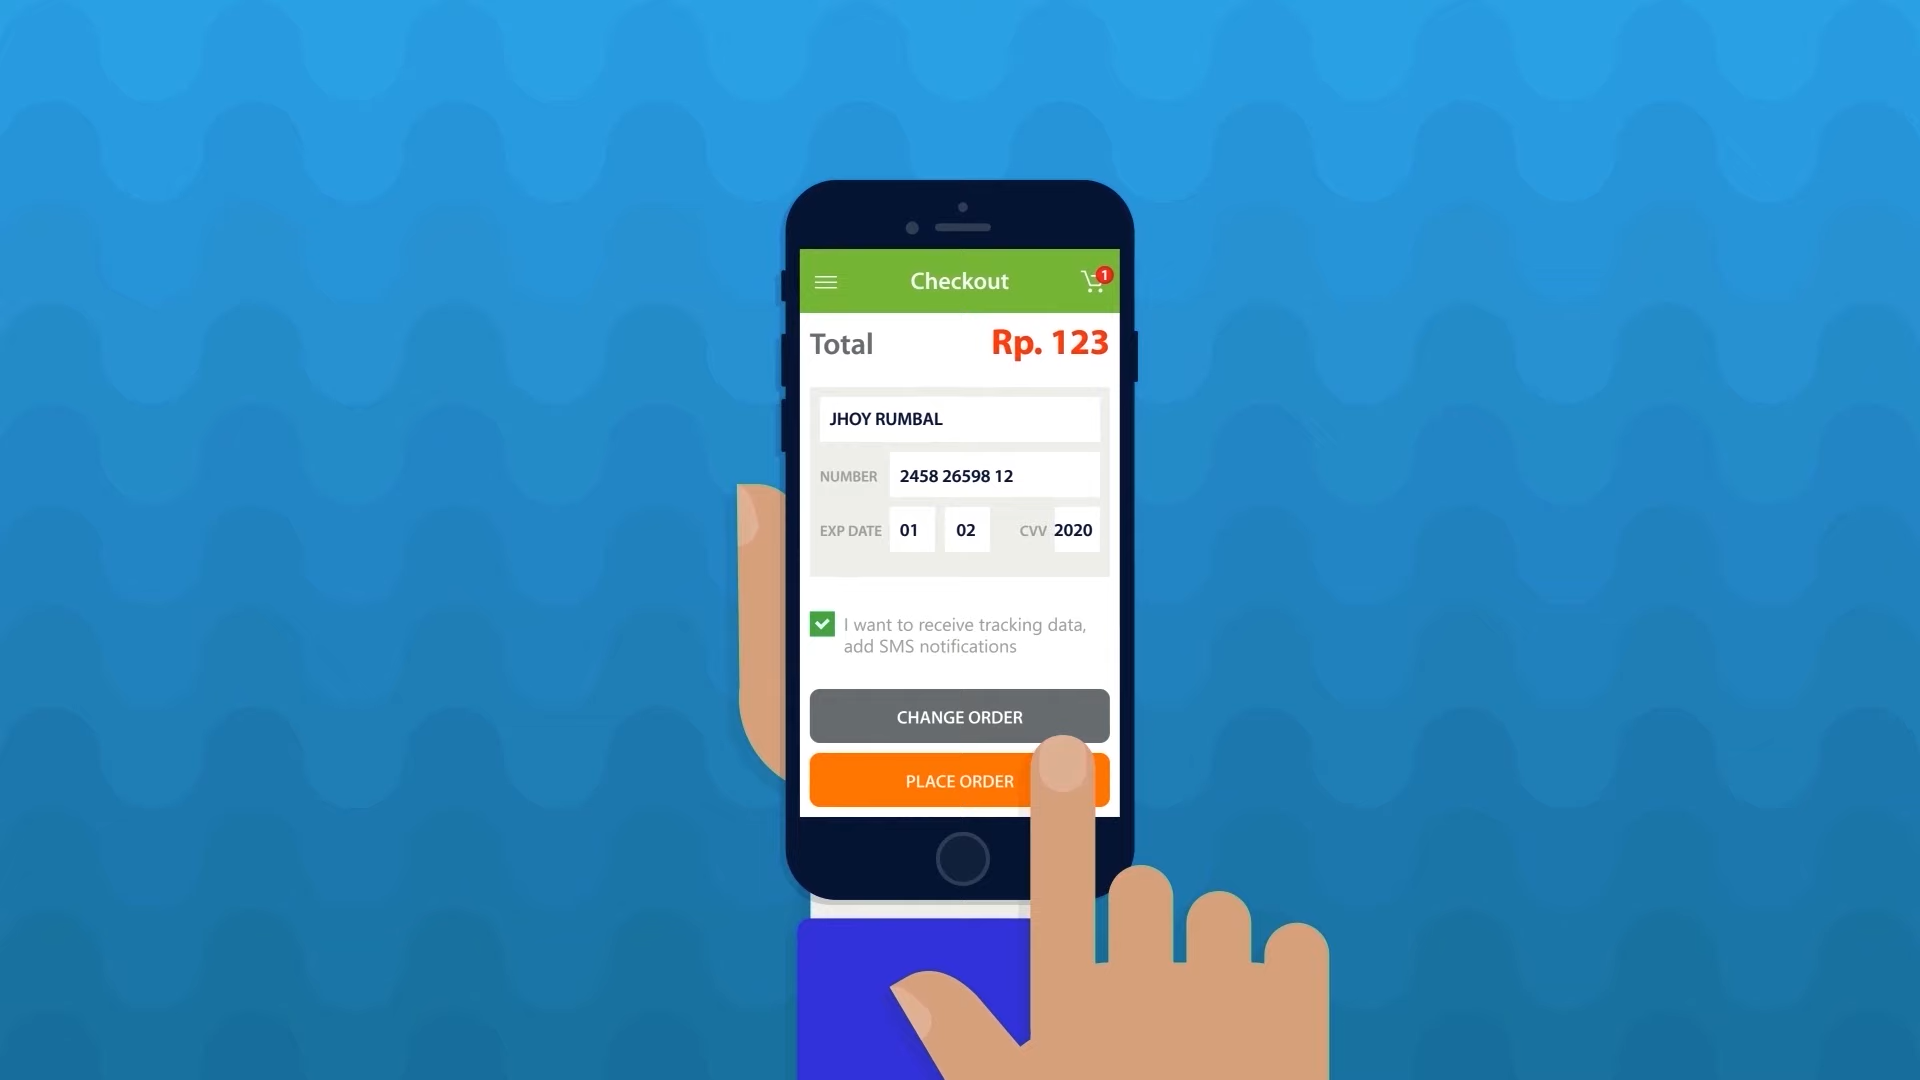 Checkout
1
Total
Rp. 123
JHOY RUMBAL
NUMBER
2458 26598 12
EXP DATE
01
02
CVV
2020
I want to receive tracking data,
add SMS notifications
CHANGE ORDER
PLACE ORDER